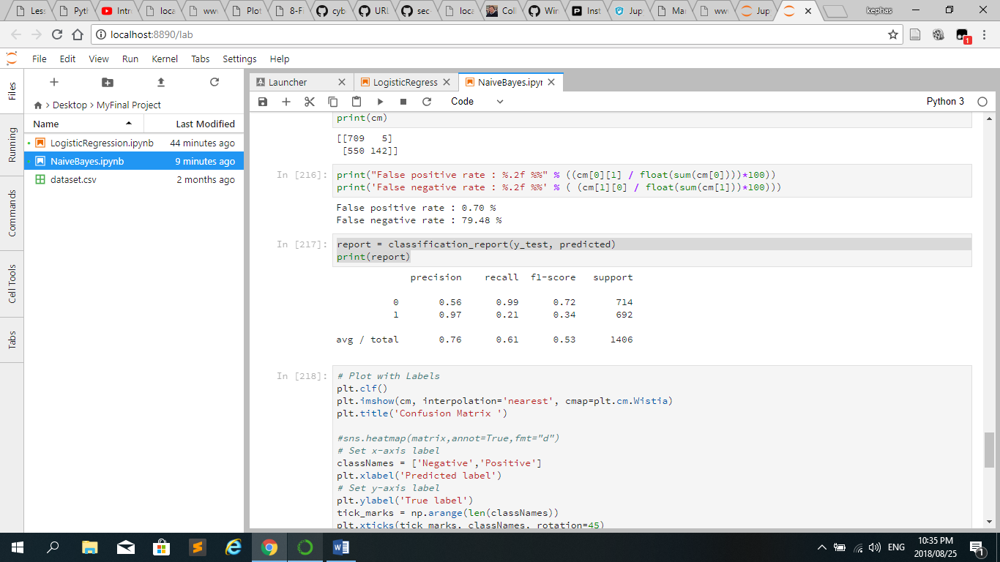 Less Pyth Intro loca www Plot 8-F cyb URL sec loca Coll Win Inst Jup Mac www Jup kephas
localhost:8890/lab 1
File Edit View Run Kernel Tabs Settings Help
Files
Running
Commands
Cell Tools
Tabs
Desktop > MyFinal Project
Name Last Modified
LogisticRegression.ipynb 44 minutes ago
NaiveBayes.ipynb 9 minutes ago
dataset.csv 2 months ago
Launcher LogisticRegress NaiveBayes.ipyr
Code Python 3
print(cm)
[[709   5]
 [550 142]]
In [216]: print("False positive rate : %.2f %%" % ((cm[0][1] / float(sum(cm[0])))*100))
print('False negative rate : %.2f %%' % ( (cm[1][0] / float(sum(cm[1]))*100)))
False positive rate : 0.70 %
False negative rate : 79.48 %
In [217]: report = classification_report(y_test, predicted)
print(report)
precision recall f1-score support
0 0.56 0.99 0.72 714
1 0.97 0.21 0.34 692
avg / total 0.76 0.61 0.53 1406
In [218]: # Plot with Labels
plt.clf()
plt.imshow(cm, interpolation='nearest', cmap=plt.cm.Wistia)
plt.title('Confusion Matrix ')
#sns.heatmap(matrix,annot=True,fmt="d")
# Set x-axis label
classNames = ['Negative','Positive']
plt.xlabel('Predicted label')
# Set y-axis label
plt.ylabel('True label')
tick_marks = np.arange(len(classNames))
plt.xticks(tick_marks, classNames, rotation=45)
ENG 10:35 PM
2018/08/25 1